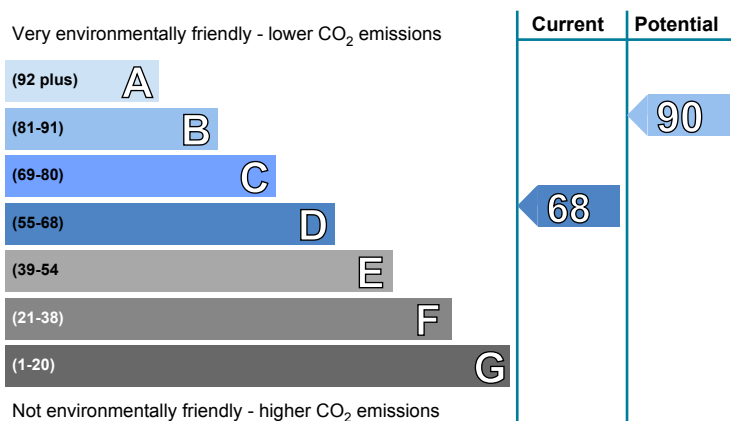 Very environmentally friendly - lower CO2 emissions
Current
Potential
(92 plus) A
(81-91) B
90
(69-80) C
(55-68) D
68
(39-54 E
(21-38) F
(1-20) G
Not environmentally friendly - higher CO2 emissions